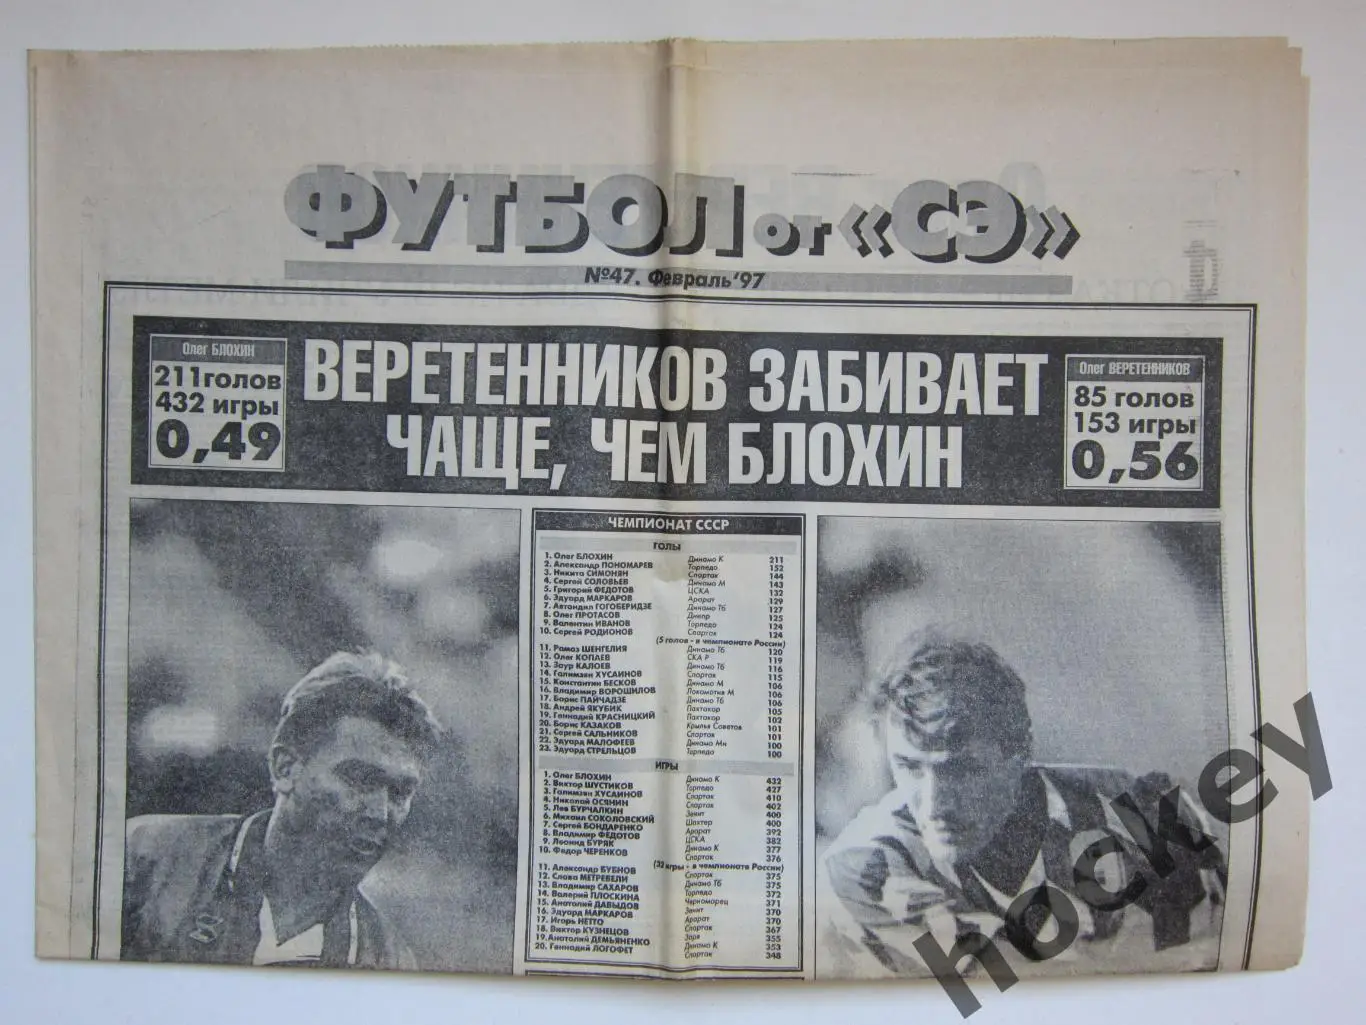 ФУТБОЛ от «СЭ»
№47. Февраль'97
Олег БЛОХИН
211 голов
432 игры
0,49
ВЕРЕТЕННИКОВ ЗАБИВАЕТ
ЧАЩЕ, ЧЕМ БЛОХИН
Олег ВЕРЕТЕННИКОВ
85 голов
153 игры
0,56
ЧЕМПИОНАТ СССР
ГОЛЫ
1. Олег БЛОХИН Динамо К 211
2. Александр ПОНОМАРЕВ Торпедо 152
3. Никита СИМОНЯН Спартак 144
4. Сергей СОЛОВЬЕВ Динамо М 143
5. Григорий ФЕДОТОВ ЦСКА 132
6. Эдуард МАРКАРОВ Арарат 129
7. Автандил ГОГОБЕРИДЗЕ Динамо Тб 127
8. Олег ПРОТАСОВ Днепр 125
9. Валентин ИВАНОВ Торпедо 124
10. Сергей РОДИОНОВ Спартак 124
(5 голов - в чемпионате России)
11. Рамаз ШЕНГЕЛИЯ Динамо Тб 120
12. Олег КОПАЕВ СКА Р 119
13. Заур КАЛОЕВ Динамо Тб 116
14. Галимзян ХУСАИНОВ Спартак 115
15. Константин БЕСКОВ Динамо М 106
16. Владимир ВОРОШИЛОВ Локомотив М 106
17. Борис ПАЙЧАДЗЕ Динамо Тб 106
18. Андрей ЯКУБИК Пахтакор 105
19. Геннадий КРАСНИЦКИЙ Пахтакор 102
20. Борис КАЗАКОВ Крылья Советов 101
21. Сергей САЛЬНИКОВ Спартак 101
22. Эдуард МАЛОФЕЕВ Динамо Мн 100
23. Эдуард СТРЕЛЬЦОВ Торпедо 100
ИГРЫ
1. Олег БЛОХИН Динамо К 432
2. Виктор ШУСТИКОВ Торпедо 427
3. Галимзян ХУСАИНОВ Спартак 410
4. Николай ОСЯНИН Спартак 402
5. Лев БУРЧАЛКИН Зенит 400
6. Михаил СОКОЛОВСКИЙ Шахтер 400
7. Сергей БОНДАРЕНКО Арарат 392
8. Владимир ФЕДОТОВ ЦСКА 382
9. Леонид БУРЯК Динамо К 377
10. Федор ЧЕРЕНКОВ Спартак 376
(32 игры - в чемпионате России)
11. Александр БУБНОВ Спартак 375
12. Слава МЕТРЕВЕЛИ Динамо Тб 375
13. Владимир САХАРОВ Торпедо 372
14. Валерий ПЛОСКИНА Черноморец 371
15. Анатолий ДАВЫДОВ Зенит 370
16. Эдуард МАРКАРОВ Арарат 370
17. Игорь НЕТТО Спартак 367
18. Виктор КУЗНЕЦОВ Заря 355
19. Анатолий ДЕМЬЯНЕНКО Динамо К 353
20. Геннадий ЛОГОФЕТ Спартак 348
hockey